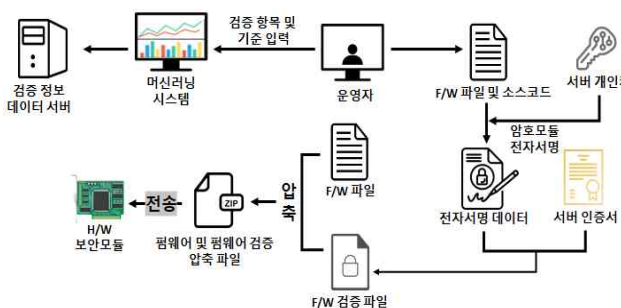 검증 항목 및
기준 입력
검증 정보
데이터 서버
머신러닝
시스템
운영자
F/W 파일 및 소스코드
서버 개인
암호모듈
전자서명
F/W 파일
압축
ZIP
전송
H/W
보안모듈
펌웨어 및 펌웨어 검증
압축 파일
전자서명 데이터
서버 인증서
F/W 검증 파일